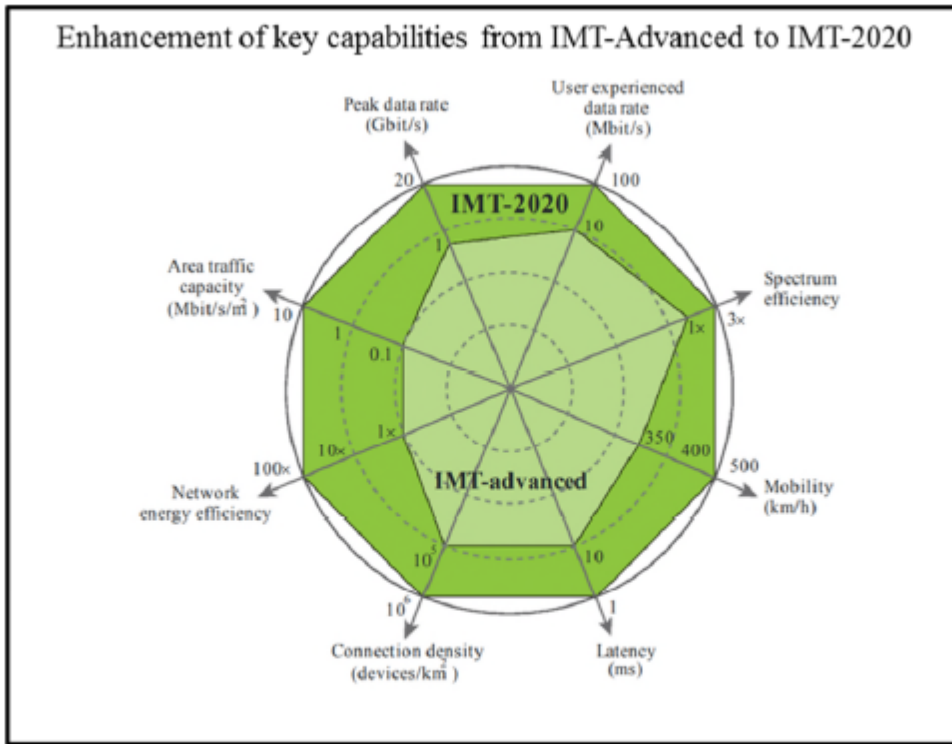 Enhancement of key capabilities from IMT-Advanced to IMT-2020
Peak data rate
(Gbit/s)
User experienced
data rate
(Mbit/s)
20
100
IMT-2020
1
10
Area traffic
capacity
(Mbit/s/m²)
Spectrum
efficiency
10
1
0.1
1×
3×
1×
10×
100×
350
400
500
Network
energy efficiency
IMT-advanced
Mobility
(km/h)
10⁵
10⁶
10
1
Connection density
(devices/km²)
Latency
(ms)